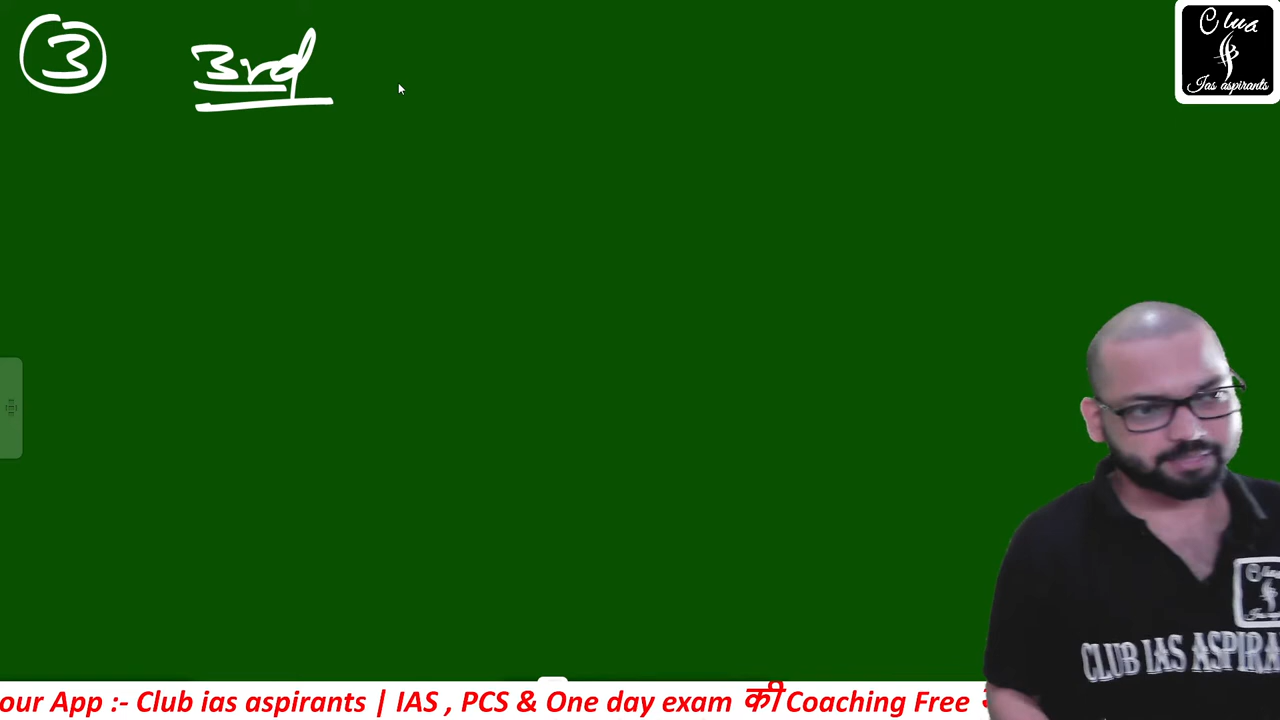 3 3rd
Club
Ias aspirants
CLUB IAS ASPIRA
our App :- Club ias aspirants | IAS , PCS & One day exam की Coaching Free